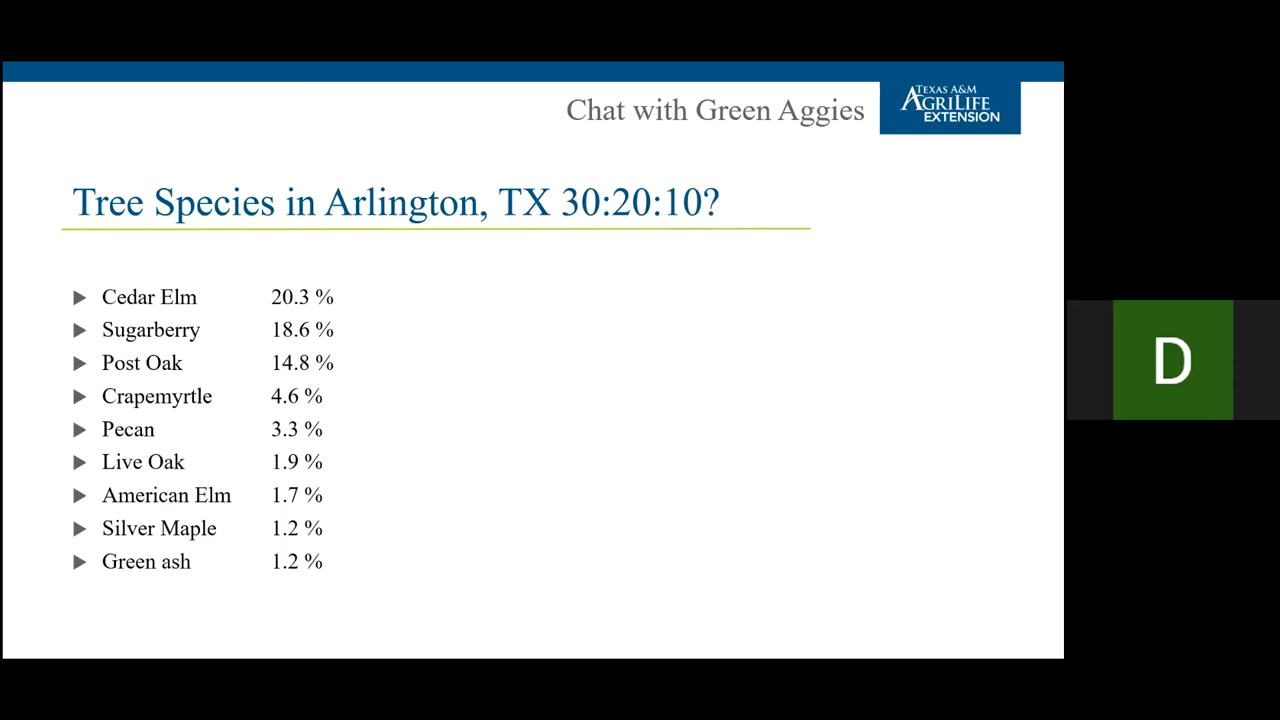 Chat with Green Aggies
TEXAS A&M
AGRILIFE
EXTENSION
Tree Species in Arlington, TX 30:20:10?
Cedar Elm 20.3 %
Sugarberry 18.6 %
Post Oak 14.8 %
Crapemyrtle 4.6 %
Pecan 3.3 %
Live Oak 1.9 %
American Elm 1.7 %
Silver Maple 1.2 %
Green ash 1.2 %
D